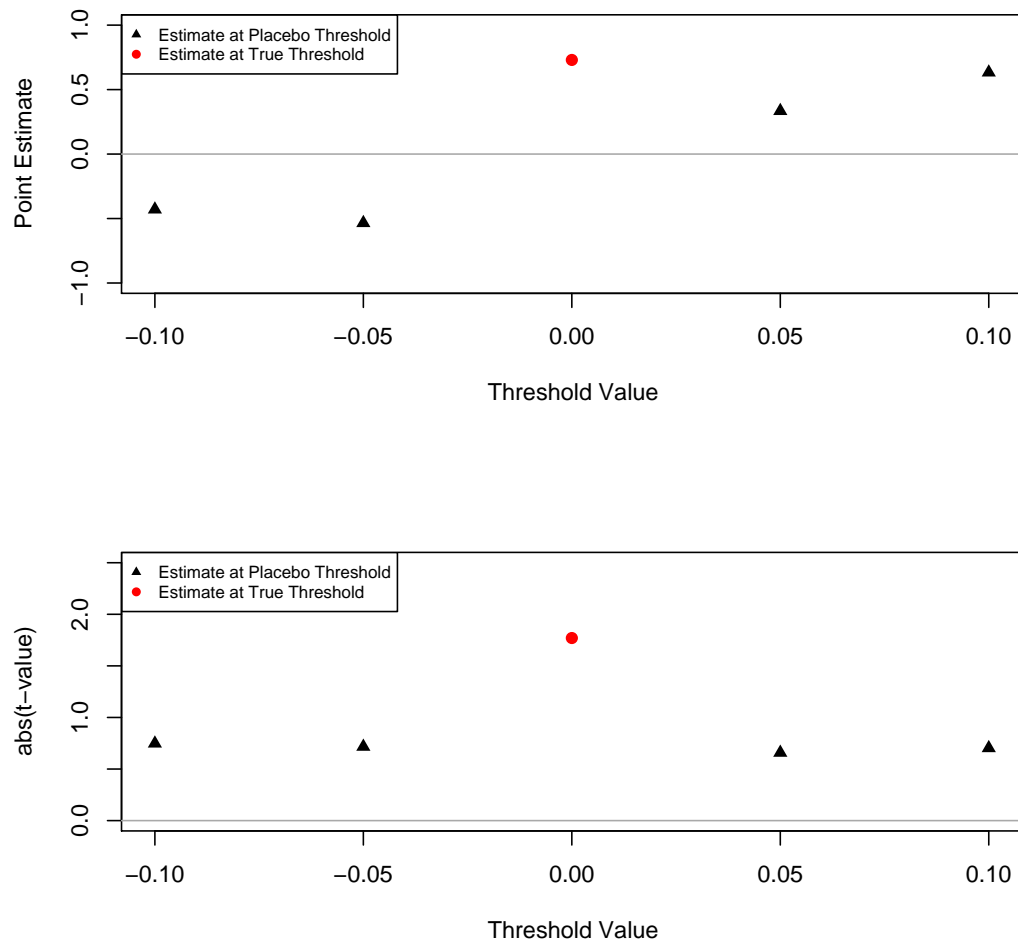 Estimate at Placebo Threshold
Estimate at True Threshold
Point Estimate
1.0
0.5
0.0
−1.0
−0.10
−0.05
0.00
0.05
0.10
Threshold Value
Estimate at Placebo Threshold
Estimate at True Threshold
abs(t−value)
2.0
1.0
0.0
−0.10
−0.05
0.00
0.05
0.10
Threshold Value